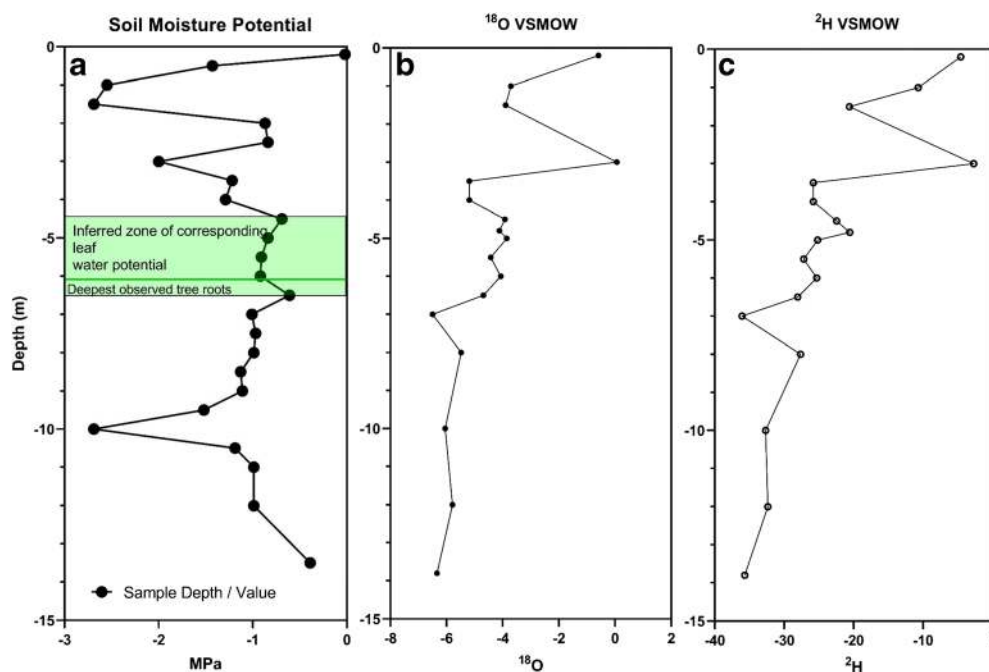 Soil Moisture Potential
18O VSMOW
2H VSMOW
a
b
c
0
-5
-10
-15
Depth (m)
Inferred zone of corresponding
leaf
water potential
Deepest observed tree roots
Sample Depth / Value
-3
-2
-1
0
MPa
0
-5
-10
-15
-8
-6
-4
-2
0
2
18O
0
-5
-10
-15
-40
-30
-20
-10
2H